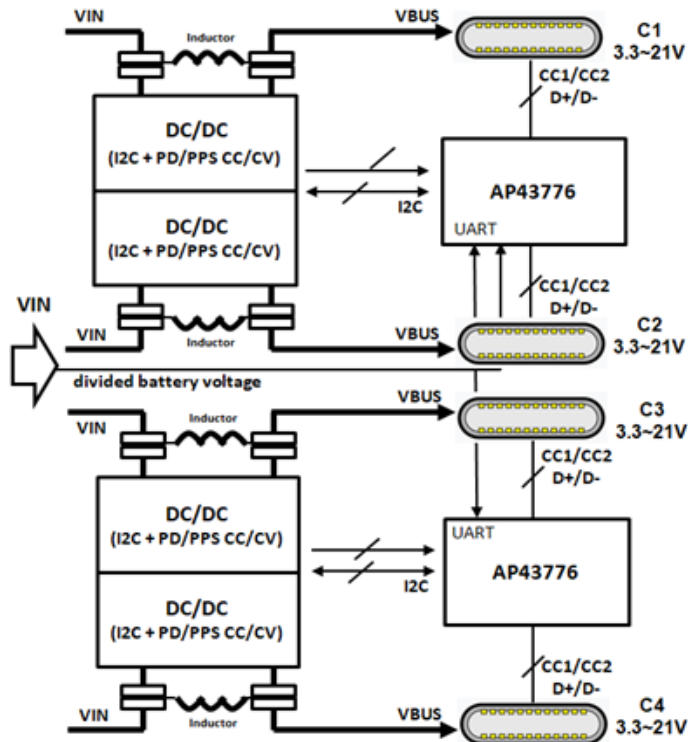 VIN
Inductor
VBUS
C1
3.3~21V
CC1/CC2
D+/D-
DC/DC
(I2C + PD/PPS CC/CV)
DC/DC
(I2C + PD/PPS CC/CV)
I2C
AP43776
UART
CC1/CC2
D+/D-
VIN
VIN
Inductor
VBUS
C2
3.3~21V
divided battery voltage
VIN
Inductor
VBUS
C3
3.3~21V
CC1/CC2
D+/D-
DC/DC
(I2C + PD/PPS CC/CV)
DC/DC
(I2C + PD/PPS CC/CV)
I2C
UART
AP43776
CC1/CC2
D+/D-
VIN
Inductor
VBUS
C4
3.3~21V